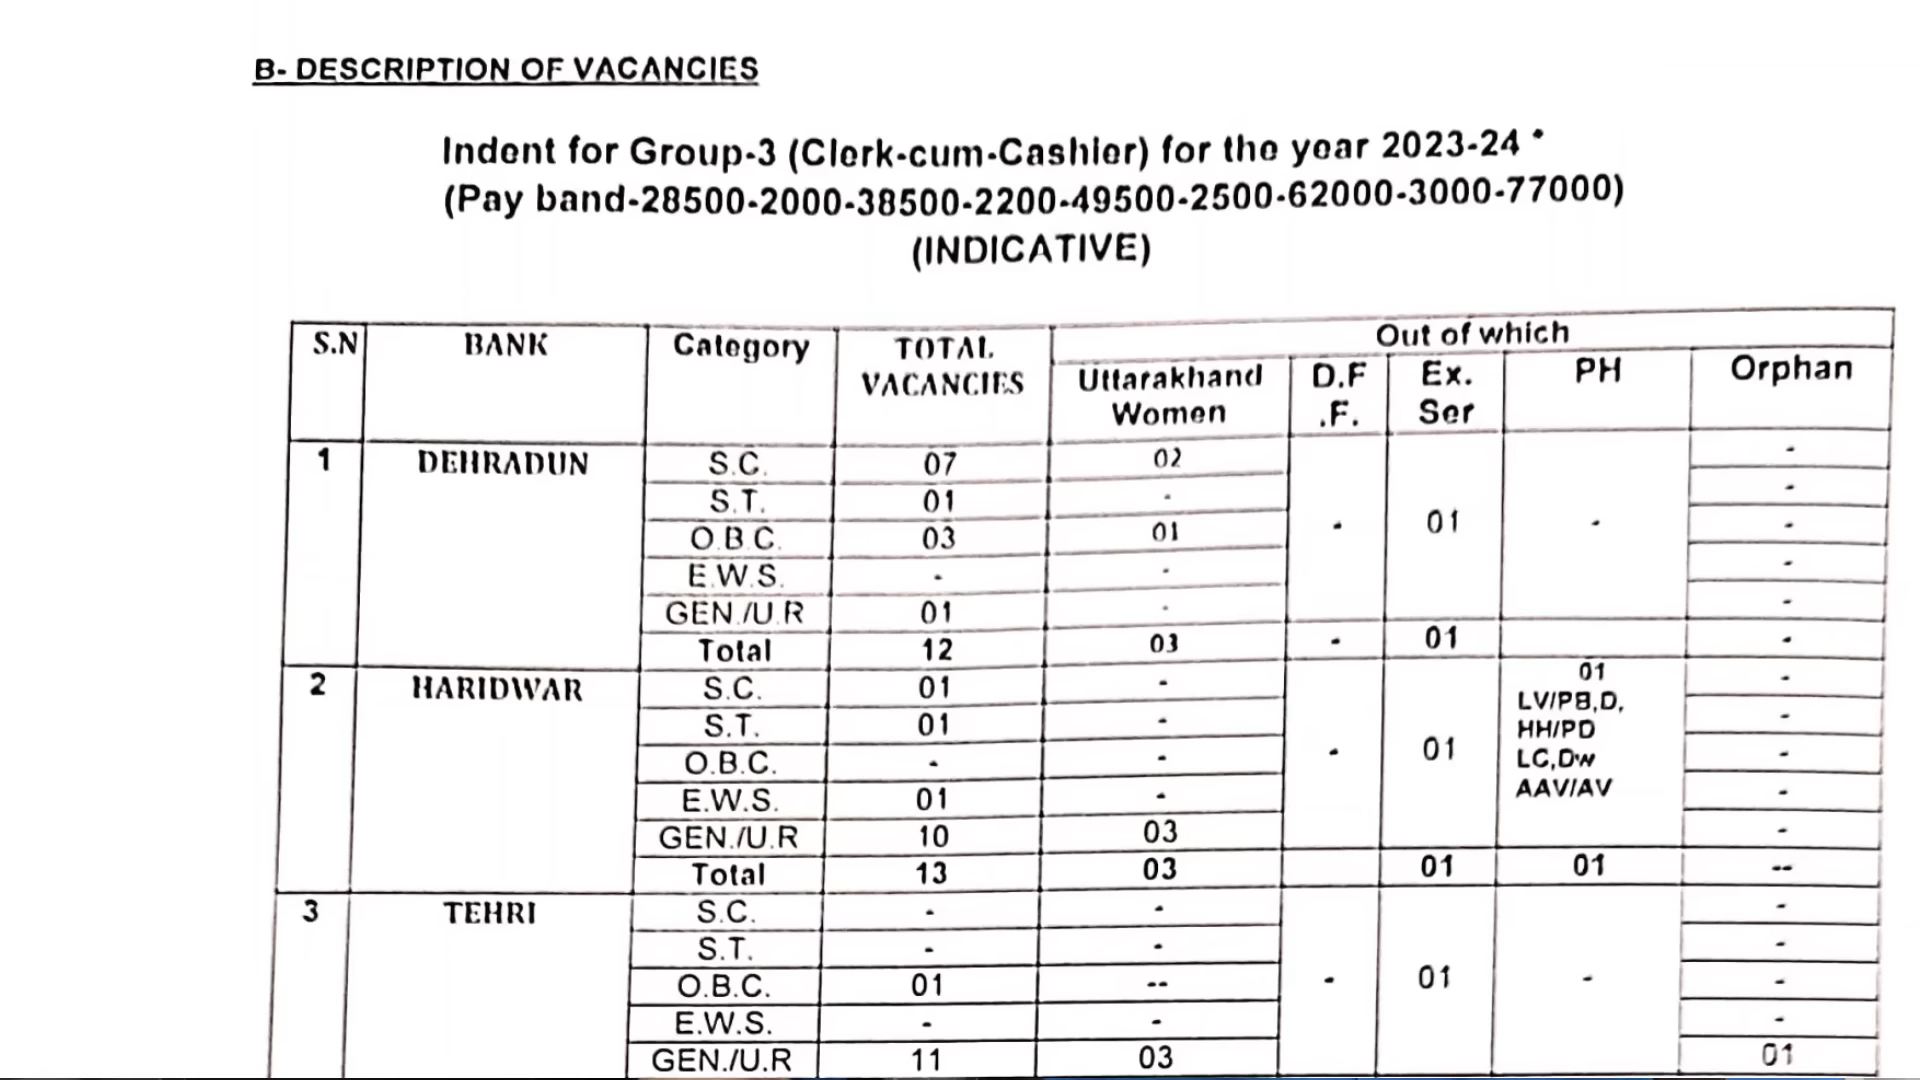 B- DESCRIPTION OF VACANCIES
Indent for Group-3 (Clerk-cum-Cashier) for the year 2023-24 *
(Pay band-28500-2000-38500-2200-49500-2500-62000-3000-77000)
(INDICATIVE)
S.N BANK Category TOTAL VACANCIES Out of which
Uttarakhand Women D.F.F. Ex. Ser PH Orphan
1 DEHRADUN S.C. 07 02 - 01 - -
S.T. 01 - -
O.B.C. 03 01 -
E.W.S. - - -
GEN./U.R 01 - -
Total 12 03 - 01 -
2 HARIDWAR S.C. 01 - - 01 01 LV/PB,D, HH/PD LC,Dw AAV/AV -
S.T. 01 - -
O.B.C. - - -
E.W.S. 01 - -
GEN./U.R 10 03 -
Total 13 03 01 01 --
3 TEHRI S.C. - - - 01 - -
S.T. - - -
O.B.C. 01 -- -
E.W.S. - - -
GEN./U.R 11 03 01